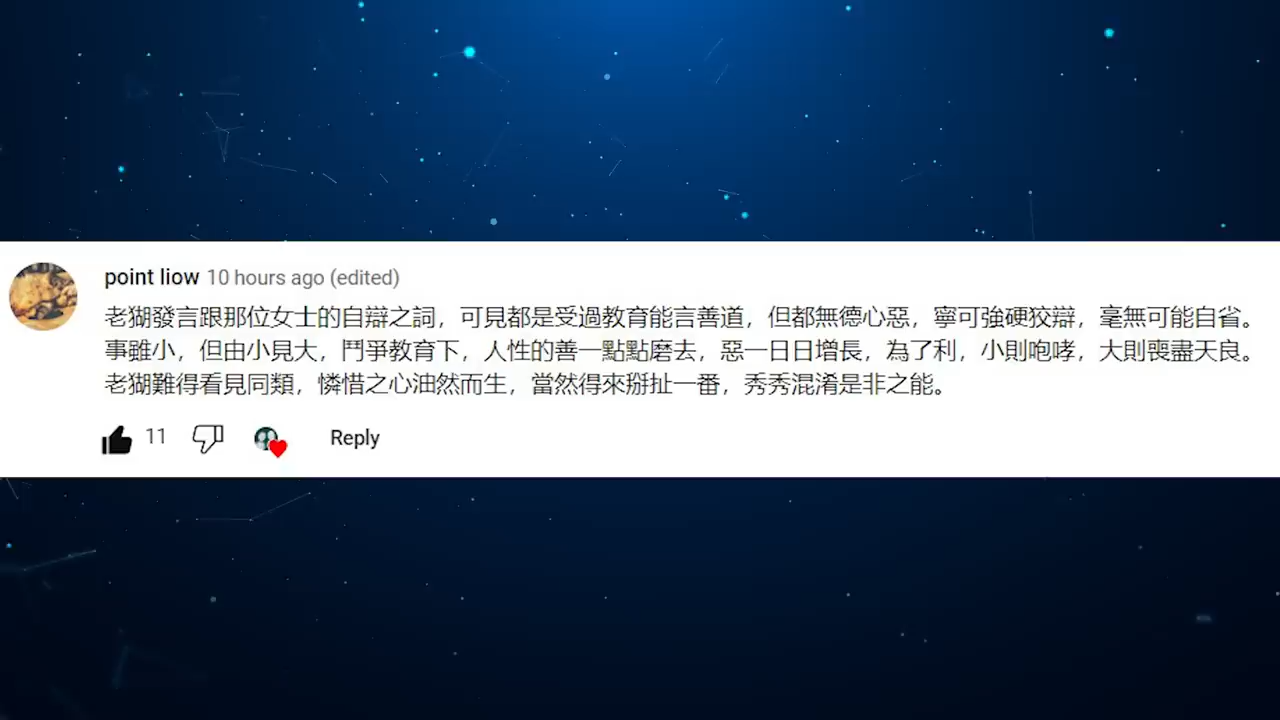 point liow 10 hours ago (edited)
老猢發言跟那位女士的自辯之詞，可見都是受過教育能言善道，但都無德心惡，寧可強硬狡辯，毫無可能自省。
事雖小，但由小見大，鬥爭教育下，人性的善一點點磨去，惡一日日增長，為了利，小則咆哮，大則喪盡天良。
老猢難得看見同類，憐惜之心油然而生，當然得來掰扯一番，秀秀混淆是非之能。
11
Reply